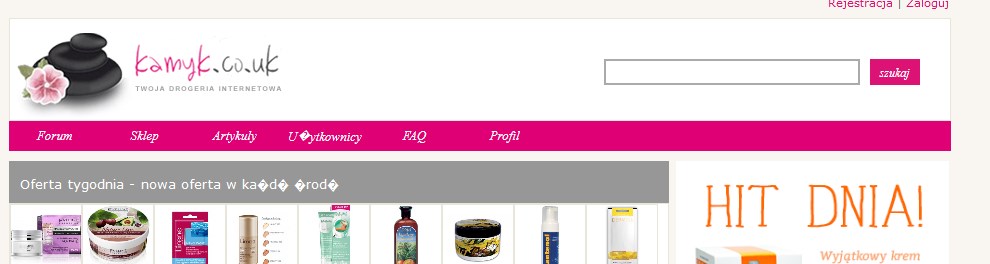 Rejestracja | Zaloguj
kamyk.co.uk
TWOJA DROGERIA INTERNETOWA
szukaj
Forum Sklep Artykuly U�ytkownicy FAQ Profil
Oferta tygodnia - nowa oferta w ka�d� �rod�
HIT DNIA!
Wyjątkowy krem